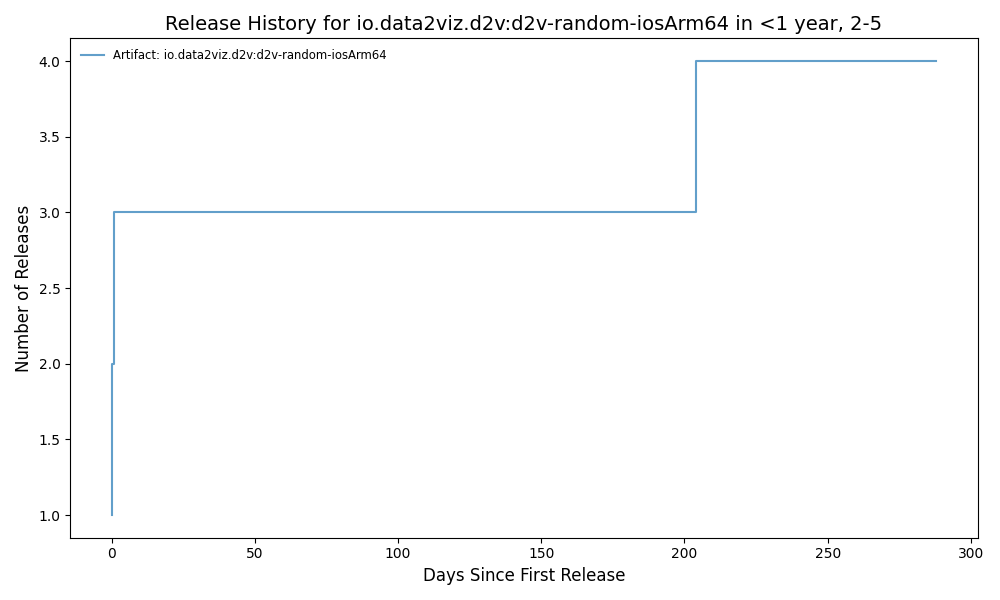 Release History for io.data2viz.d2v:d2v-random-iosArm64 in <1 year, 2-5
Artifact: io.data2viz.d2v:d2v-random-iosArm64
Number of Releases
4.0
3.5
3.0
2.5
2.0
1.5
1.0
0 50 100 150 200 250 300
Days Since First Release